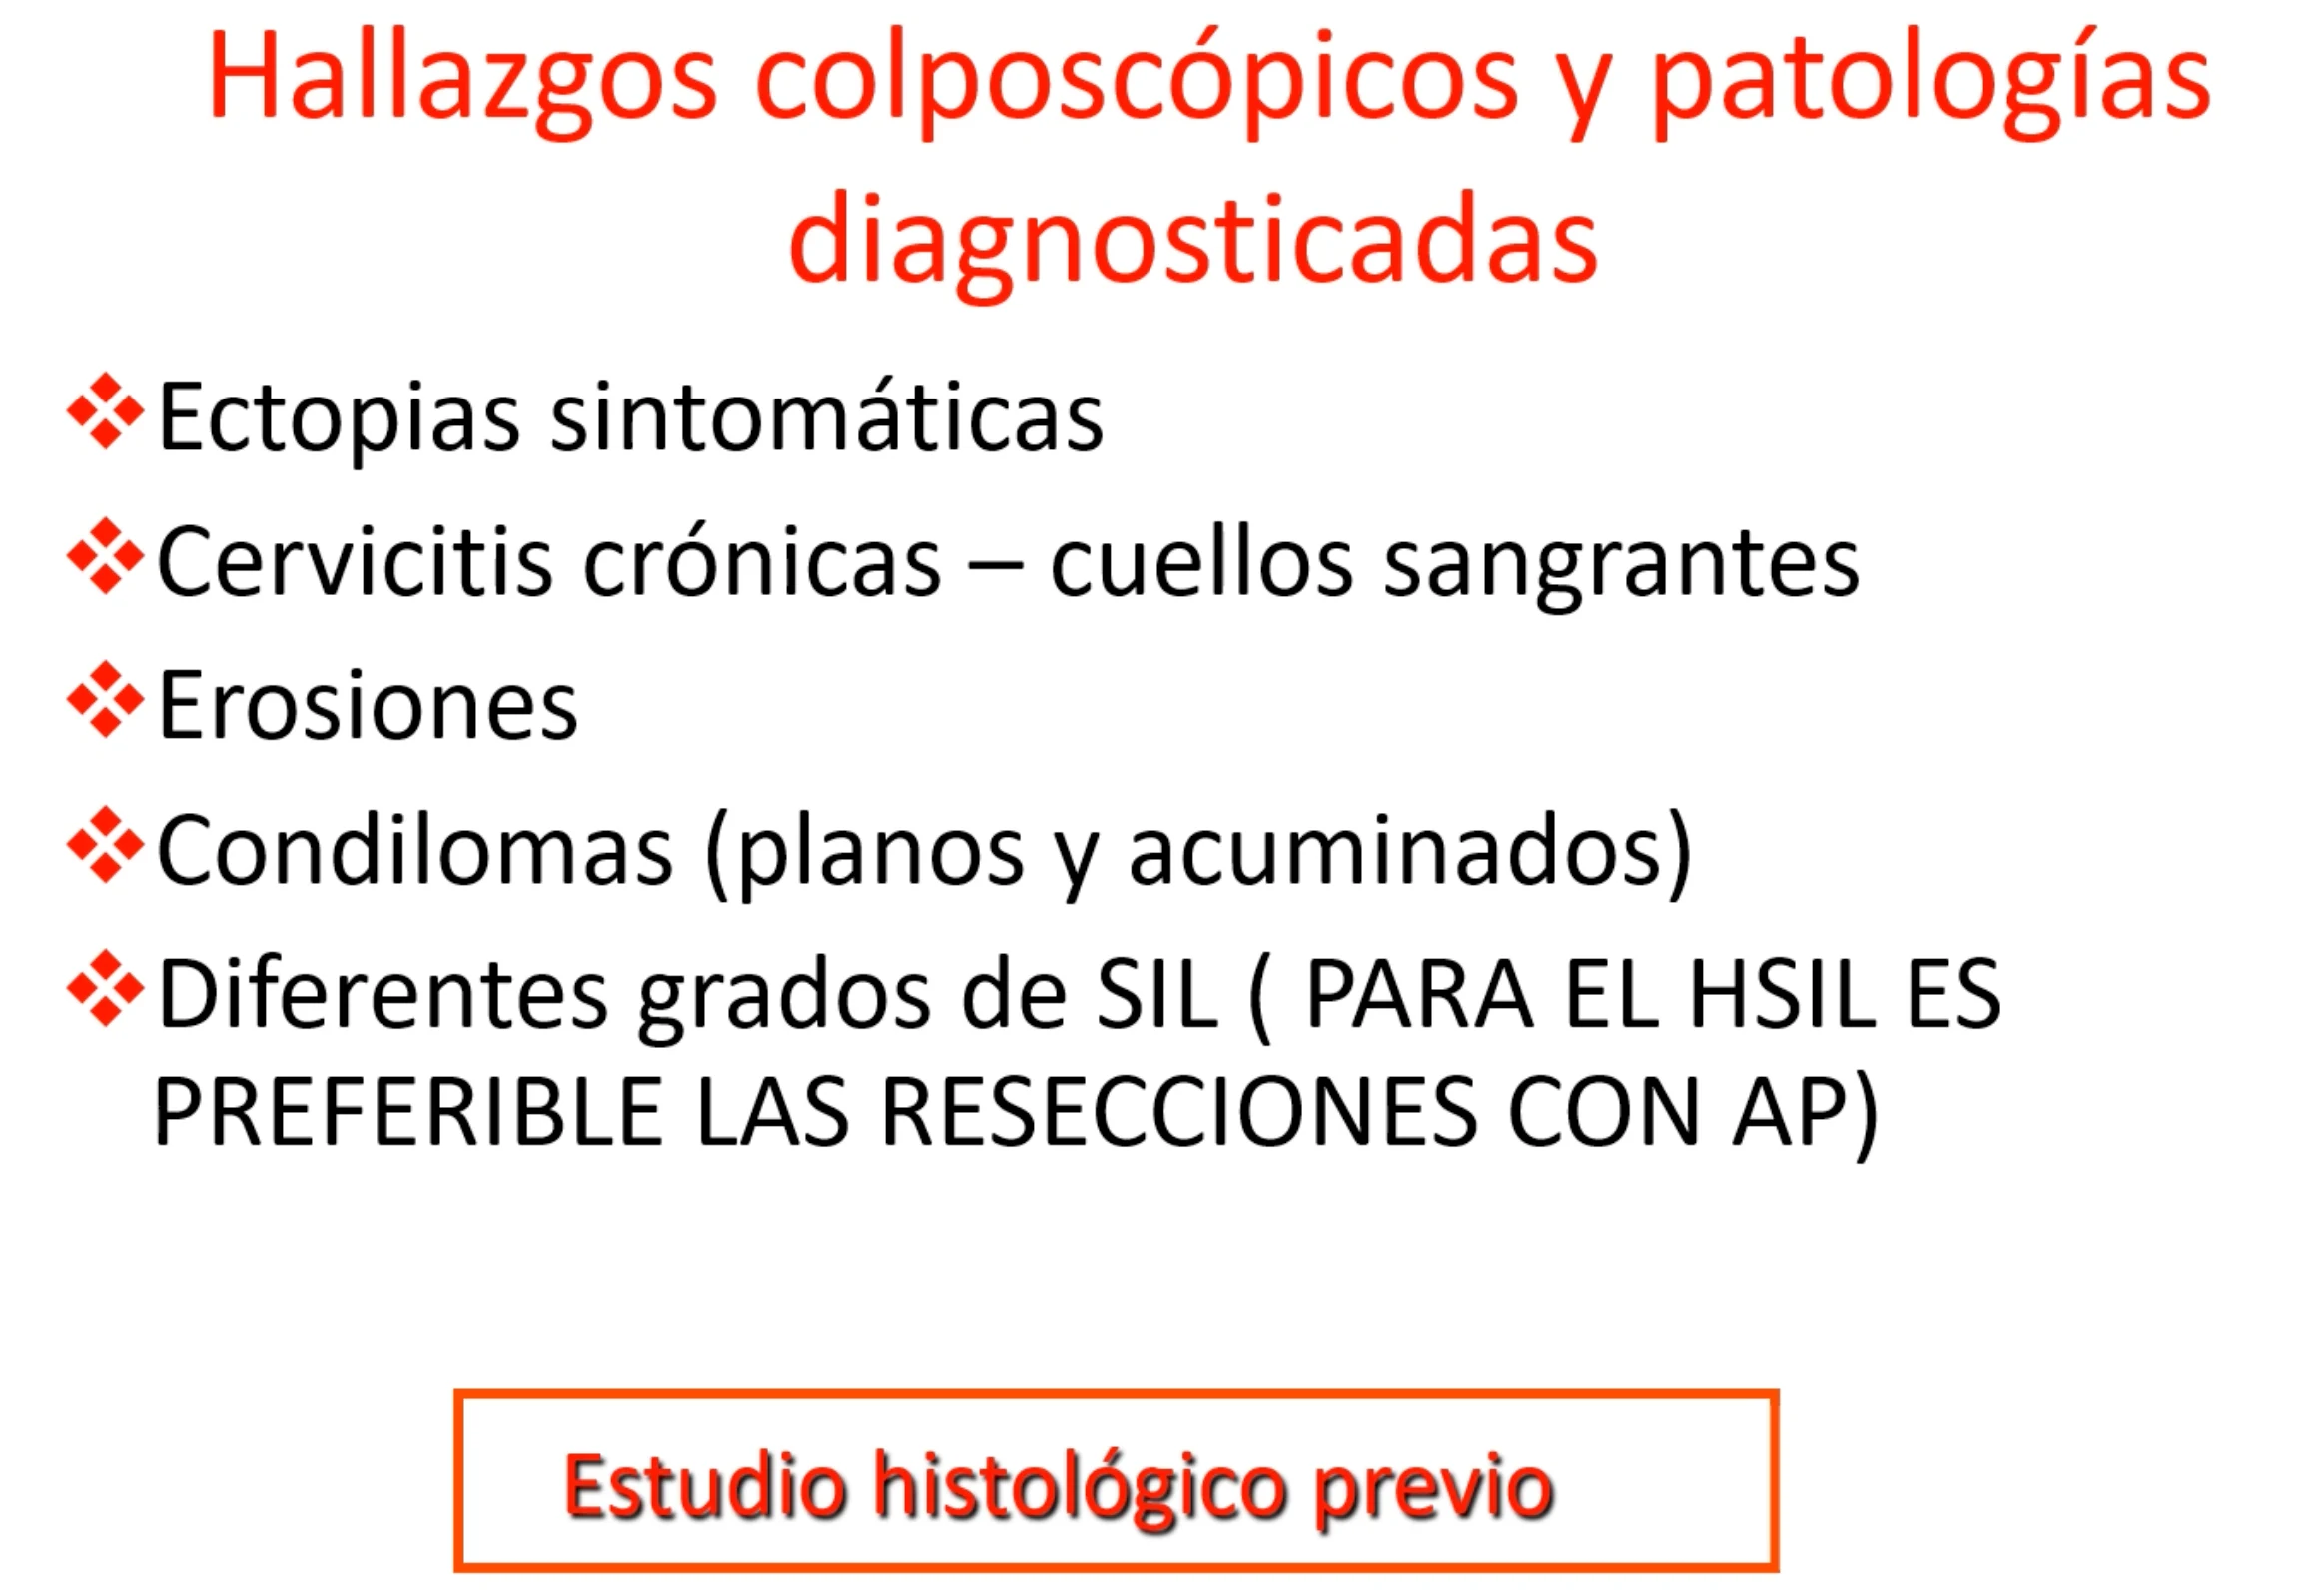 Hallazgos colposcópicos y patologías
diagnosticadas
Ectopias sintomáticas
Cervicitis crónicas – cuellos sangrantes
Erosiones
Condilomas (planos y acuminados)
Diferentes grados de SIL ( PARA EL HSIL ES
PREFERIBLE LAS RESECCIONES CON AP)
Estudio histológico previo